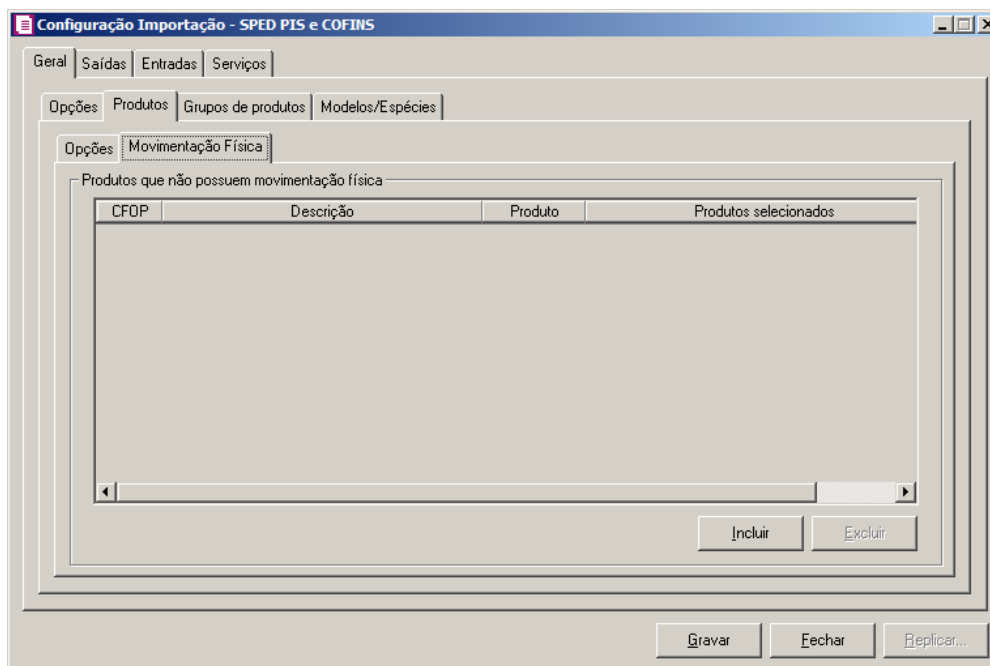 Configuração Importação - SPED PIS e COFINS
Geral Saídas Entradas Serviços
Opções Produtos Grupos de produtos Modelos/Espécies
Opções Movimentação Física
Produtos que não possuem movimentação física
CFOP Descrição Produto Produtos selecionados
Incluir Excluir
Gravar Fechar Replicar...